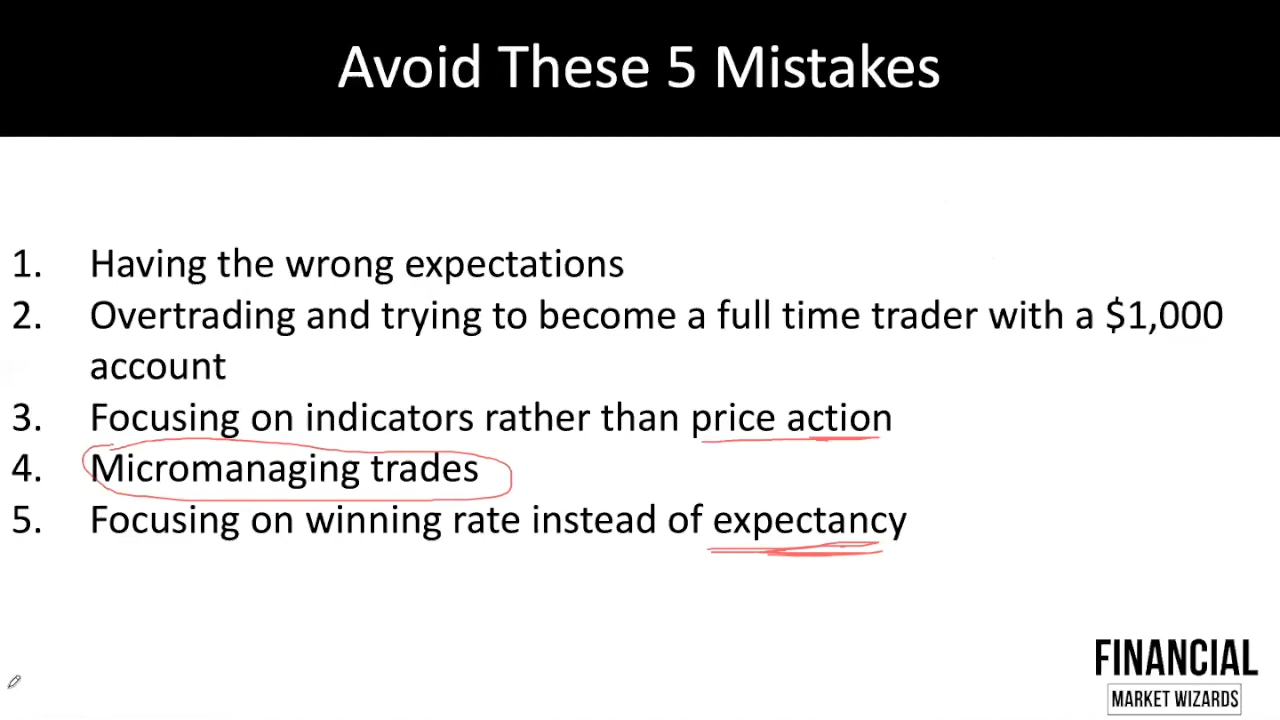 Avoid These 5 Mistakes
1. Having the wrong expectations
2. Overtrading and trying to become a full time trader with a $1,000
account
3. Focusing on indicators rather than price action
4. Micromanaging trades
5. Focusing on winning rate instead of expectancy
FINANCIAL
MARKET WIZARDS